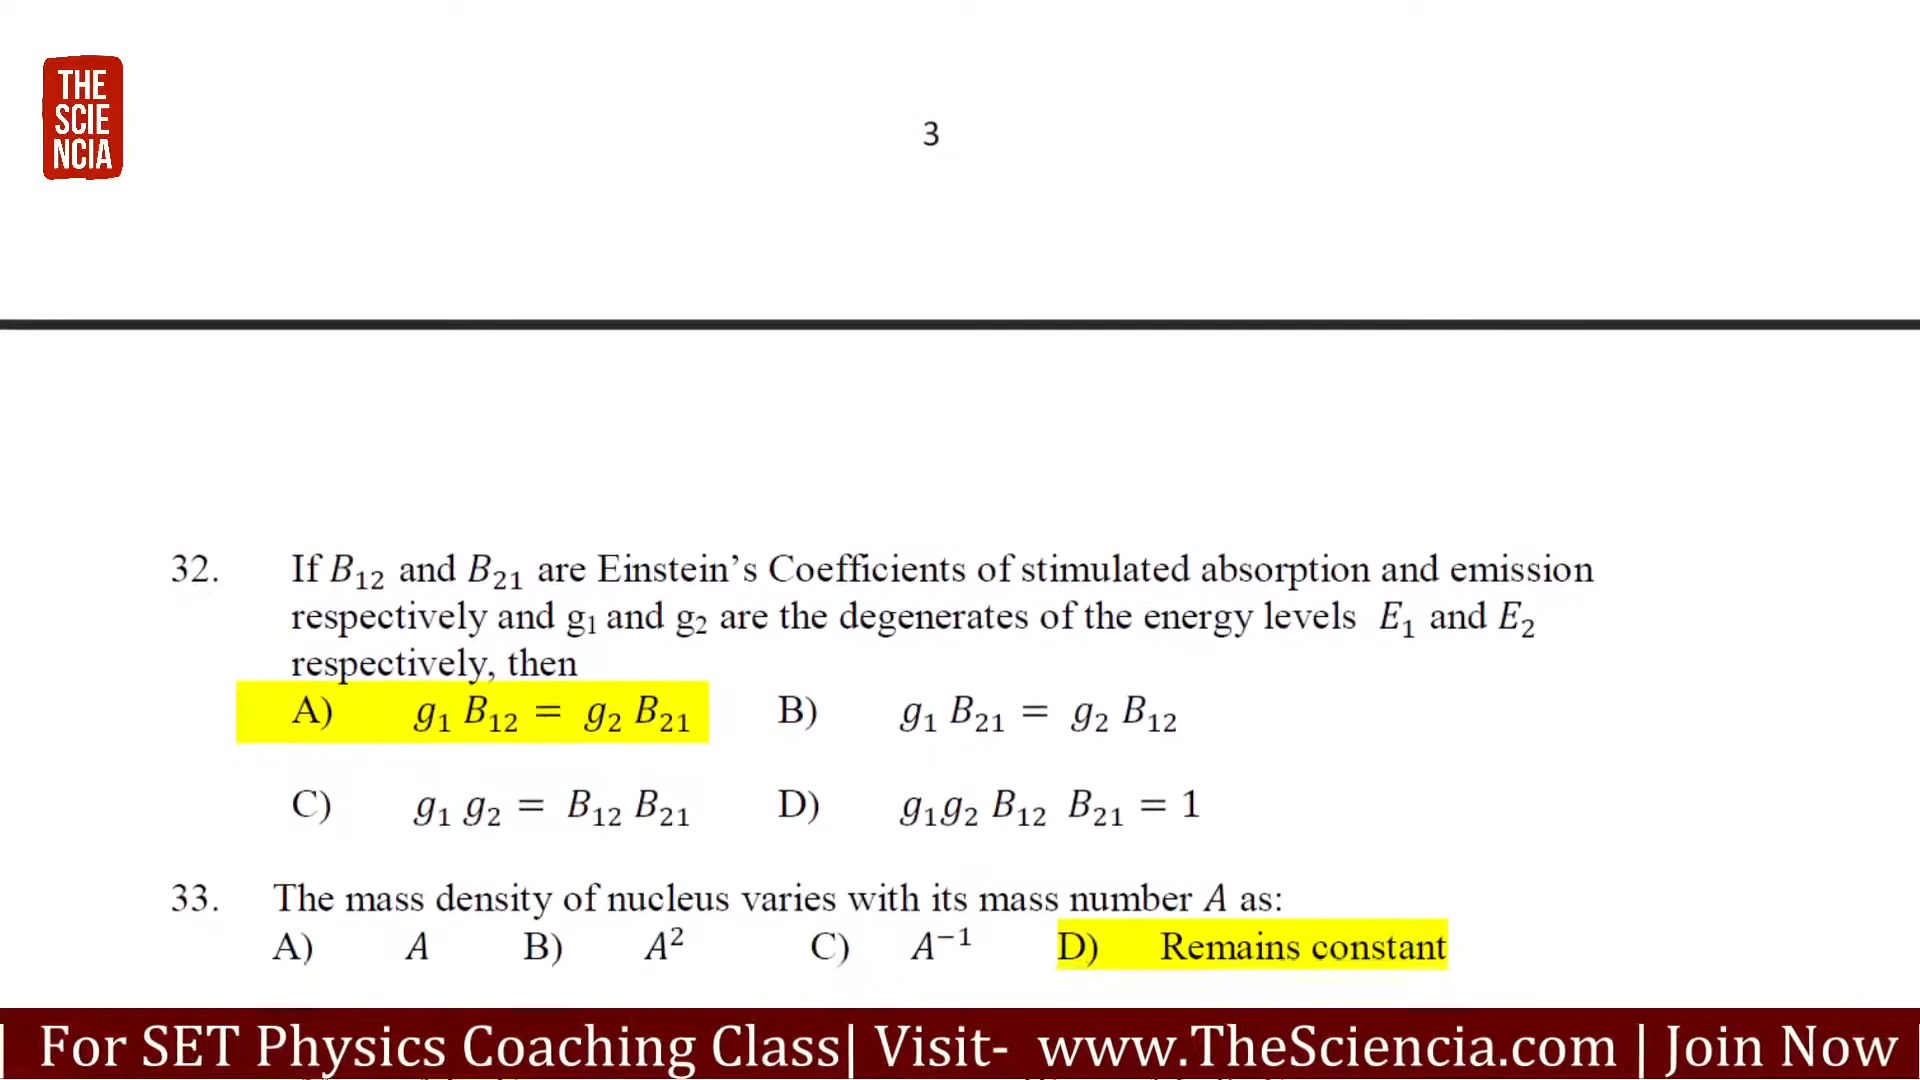 THE
SCIE
NCIA
3
32. If B₁₂ and B₂₁ are Einstein’s Coefficients of stimulated absorption and emission
respectively and g₁ and g₂ are the degenerates of the energy levels E₁ and E₂
respectively, then
A) g₁ B₁₂ = g₂ B₂₁ B) g₁ B₂₁ = g₂ B₁₂
C) g₁ g₂ = B₁₂ B₂₁ D) g₁g₂ B₁₂ B₂₁ = 1
33. The mass density of nucleus varies with its mass number A as:
A) A B) A² C) A⁻¹ D) Remains constant
| For SET Physics Coaching Class| Visit- www.TheSciencia.com | Join Now